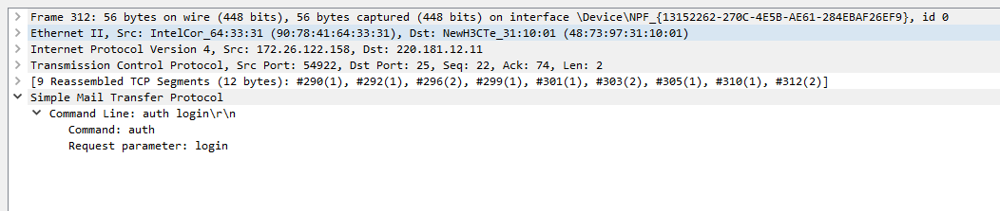 Frame 312: 56 bytes on wire (448 bits), 56 bytes captured (448 bits) on interface \Device\NPF_{13152262-270C-4E5B-AE61-284EBAF26EF9}, id 0
Ethernet II, Src: IntelCor_64:33:31 (90:78:41:64:33:31), Dst: NewH3CTe_31:10:01 (48:73:97:31:10:01)
Internet Protocol Version 4, Src: 172.26.122.158, Dst: 220.181.12.11
Transmission Control Protocol, Src Port: 54922, Dst Port: 25, Seq: 22, Ack: 74, Len: 2
[9 Reassembled TCP Segments (12 bytes): #290(1), #292(1), #296(2), #299(1), #301(1), #303(2), #305(1), #310(1), #312(2)]
Simple Mail Transfer Protocol
Command Line: auth login\r\n
Command: auth
Request parameter: login